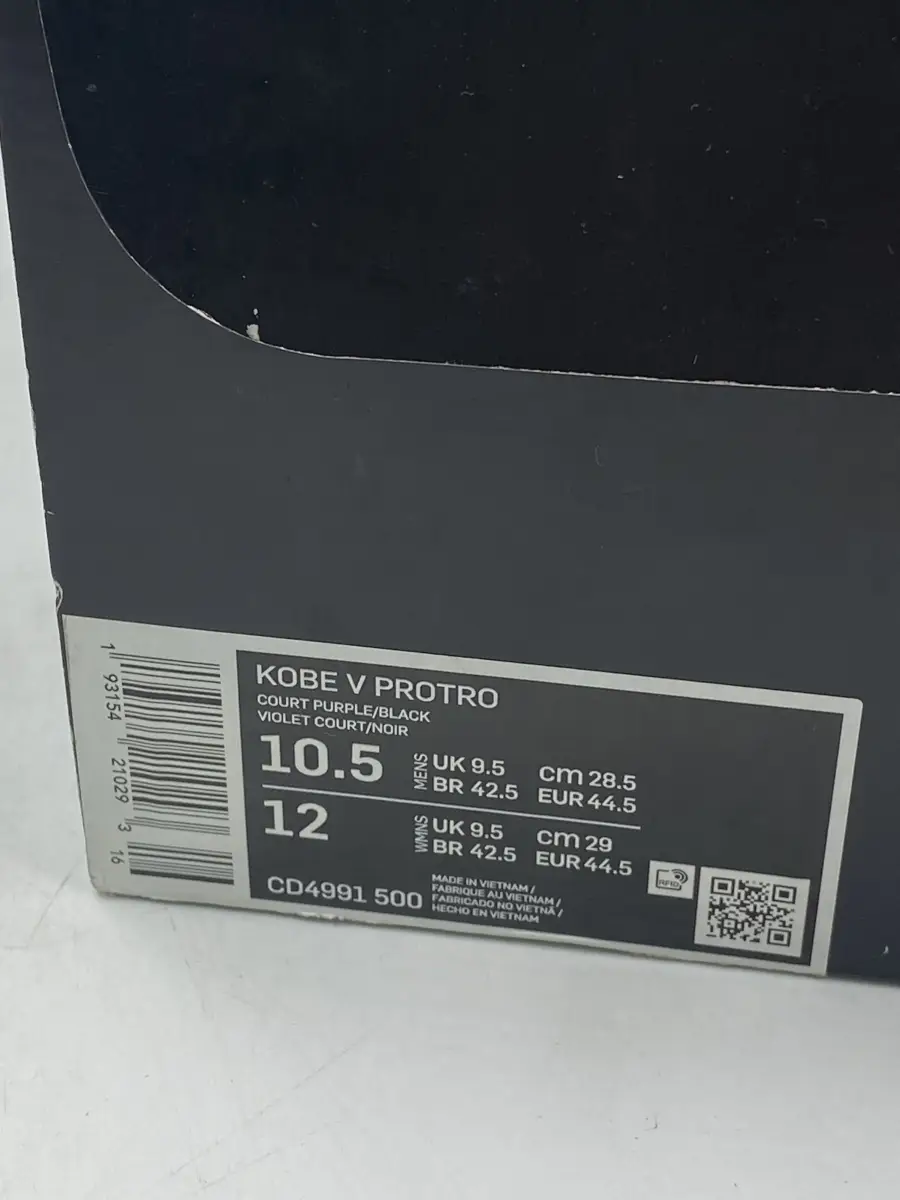 1 93154 21029 3 16
KOBE V PROTRO
COURT PURPLE/BLACK
VIOLET COURT/NOIR
10.5 MENS UK 9.5 cm 28.5
BR 42.5 EUR 44.5
12 WMNS UK 9.5 cm 29
BR 42.5 EUR 44.5
CD4991 500
MADE IN VIETNAM /
FABRIQUE AU VIETNAM /
FABRICADO NO VIETNÃ /
HECHO EN VIETNAM
RFID